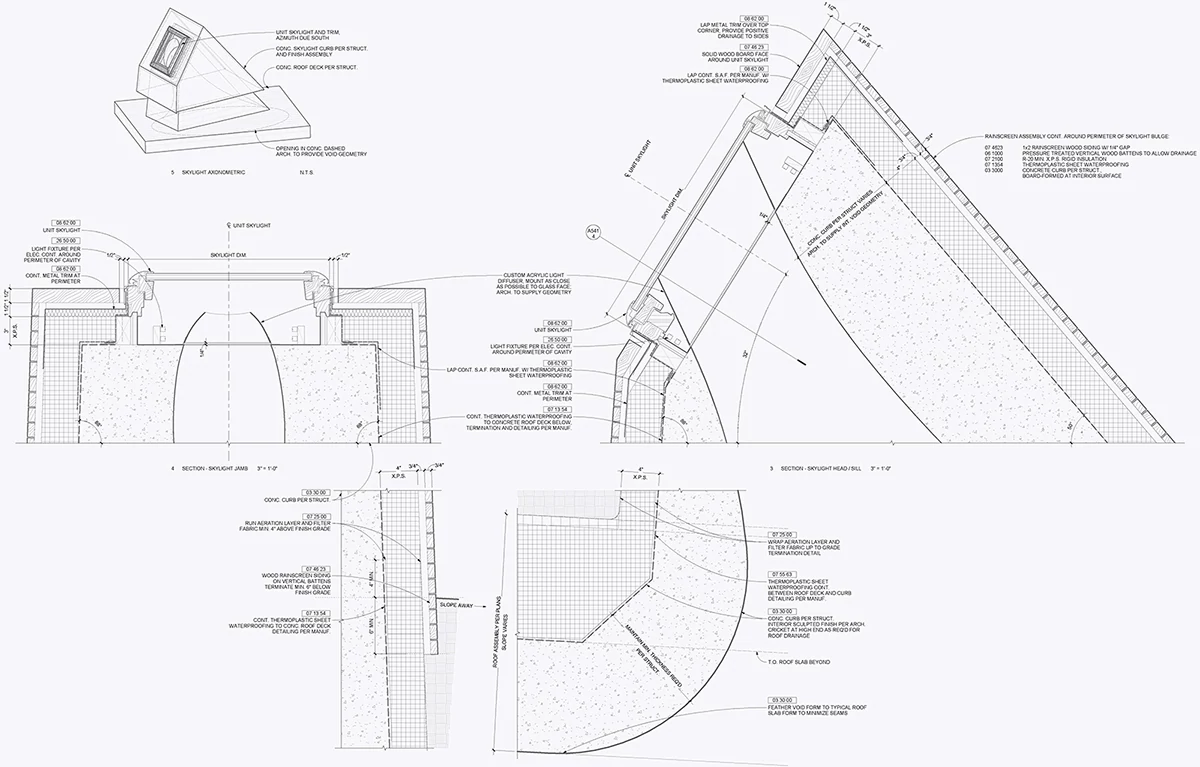 UNIT SKYLIGHT AND TRIM,
AZIMUTH DUE SOUTH
CONC. SKYLIGHT CURB PER STRUCT.
AND FINISH ASSEMBLY
CONC. ROOF DECK PER STRUCT.
OPENING IN CONC. DASHED
ARCH. TO PROVIDE VOID GEOMETRY
5 SKYLIGHT AXONOMETRIC N.T.S.
08 62 00
LAP METAL TRIM OVER TOP
CORNER, PROVIDE POSITIVE
DRAINAGE TO SIDES
07 46 23
SOLID WOOD BOARD FACE
AROUND UNIT SKYLIGHT
08 62 00
LAP CONT. S.A.F. PER MANUF. W/
THERMOPLASTIC SHEET WATERPROOFING
1 1/2"
1 1/2"
3"
X.P.S.
3/4"
3/4"
4"
RAINSCREEN ASSEMBLY CONT. AROUND PERIMETER OF SKYLIGHT BULGE:
07 4623 1x2 RAINSCREEN WOOD SIDING W/ 1/4" GAP
06 1000 PRESSURE TREATED VERTICAL WOOD BATTENS TO ALLOW DRAINAGE
07 2100 R-20 MIN. X.P.S. RIGID INSULATION
07 1354 THERMOPLASTIC SHEET WATERPROOFING
03 3000 CONCRETE CURB PER STRUCT.,
BOARD-FORMED AT INTERIOR SURFACE
℄ UNIT SKYLIGHT
SKYLIGHT DIM.
1/4"
CONC. CURB PER STRUCT VARIES
ARCH. TO SUPPLY INT. VOID GEOMETRY
A541
4
32"
88°
50°
3 SECTION - SKYLIGHT HEAD / SILL 3" = 1'-0"
08 62 00
UNIT SKYLIGHT
26 50 00
LIGHT FIXTURE PER
ELEC. CONT. AROUND
PERIMETER OF CAVITY
08 62 00
CONT. METAL TRIM AT
PERIMETER
℄ UNIT SKYLIGHT
1/2"
SKYLIGHT DIM.
1/2"
1 1/2"
1 1/2"
3"
X.P.S.
1/4"
88°
88°
CUSTOM ACRYLIC LIGHT
DIFFUSER, MOUNT AS CLOSE
AS POSSIBLE TO GLASS FACE;
ARCH. TO SUPPLY GEOMETRY
08 62 00
UNIT SKYLIGHT
26 50 00
LIGHT FIXTURE PER ELEC. CONT.
AROUND PERIMETER OF CAVITY
08 62 00
LAP CONT. S.A.F. PER MANUF. W/ THERMOPLASTIC
SHEET WATERPROOFING
08 62 00
CONT. METAL TRIM AT
PERIMETER
07 13 54
CONT. THERMOPLASTIC WATERPROOFING
TO CONCRETE ROOF DECK BELOW,
TERMINATION AND DETAILING PER MANUF.
4 SECTION - SKYLIGHT JAMB 3" = 1'-0"
4"
3/4"
3/4"
X.P.S.
03 30 00
CONC. CURB PER STRUCT.
07 25 00
RUN AERATION LAYER AND FILTER
FABRIC MIN. 4" ABOVE FINISH GRADE
07 46 23
WOOD RAINSCREEN SIDING
ON VERTICAL BATTENS
TERMINATE MIN. 6" BELOW
FINISH GRADE
07 13 54
CONT. THERMOPLASTIC SHEET
WATERPROOFING TO CONC. ROOF DECK
DETAILING PER MANUF.
4" MIN.
6" MIN.
SLOPE AWAY
ROOF ASSEMBLY PER PLANS,
SLOPE VARIES
4"
X.P.S.
MAINTAIN MIN. THICKNESS REQ'D
PER STRUCT.
07 25 00
WRAP AERATION LAYER AND
FILTER FABRIC UP TO GRADE
TERMINATION DETAIL
07 55 63
THERMOPLASTIC SHEET
WATERPROOFING CONT.
BETWEEN ROOF DECK AND CURB
DETAILING PER MANUF.
03 30 00
CONC. CURB PER STRUCT.
INTERIOR SCULPTED FINISH PER ARCH.
CRICKET AT HIGH END AS REQ'D FOR
ROOF DRAINAGE
T.O. ROOF SLAB BEYOND
03 30 00
FEATHER VOID FORM TO TYPICAL ROOF
SLAB FORM TO MINIMIZE SEAMS